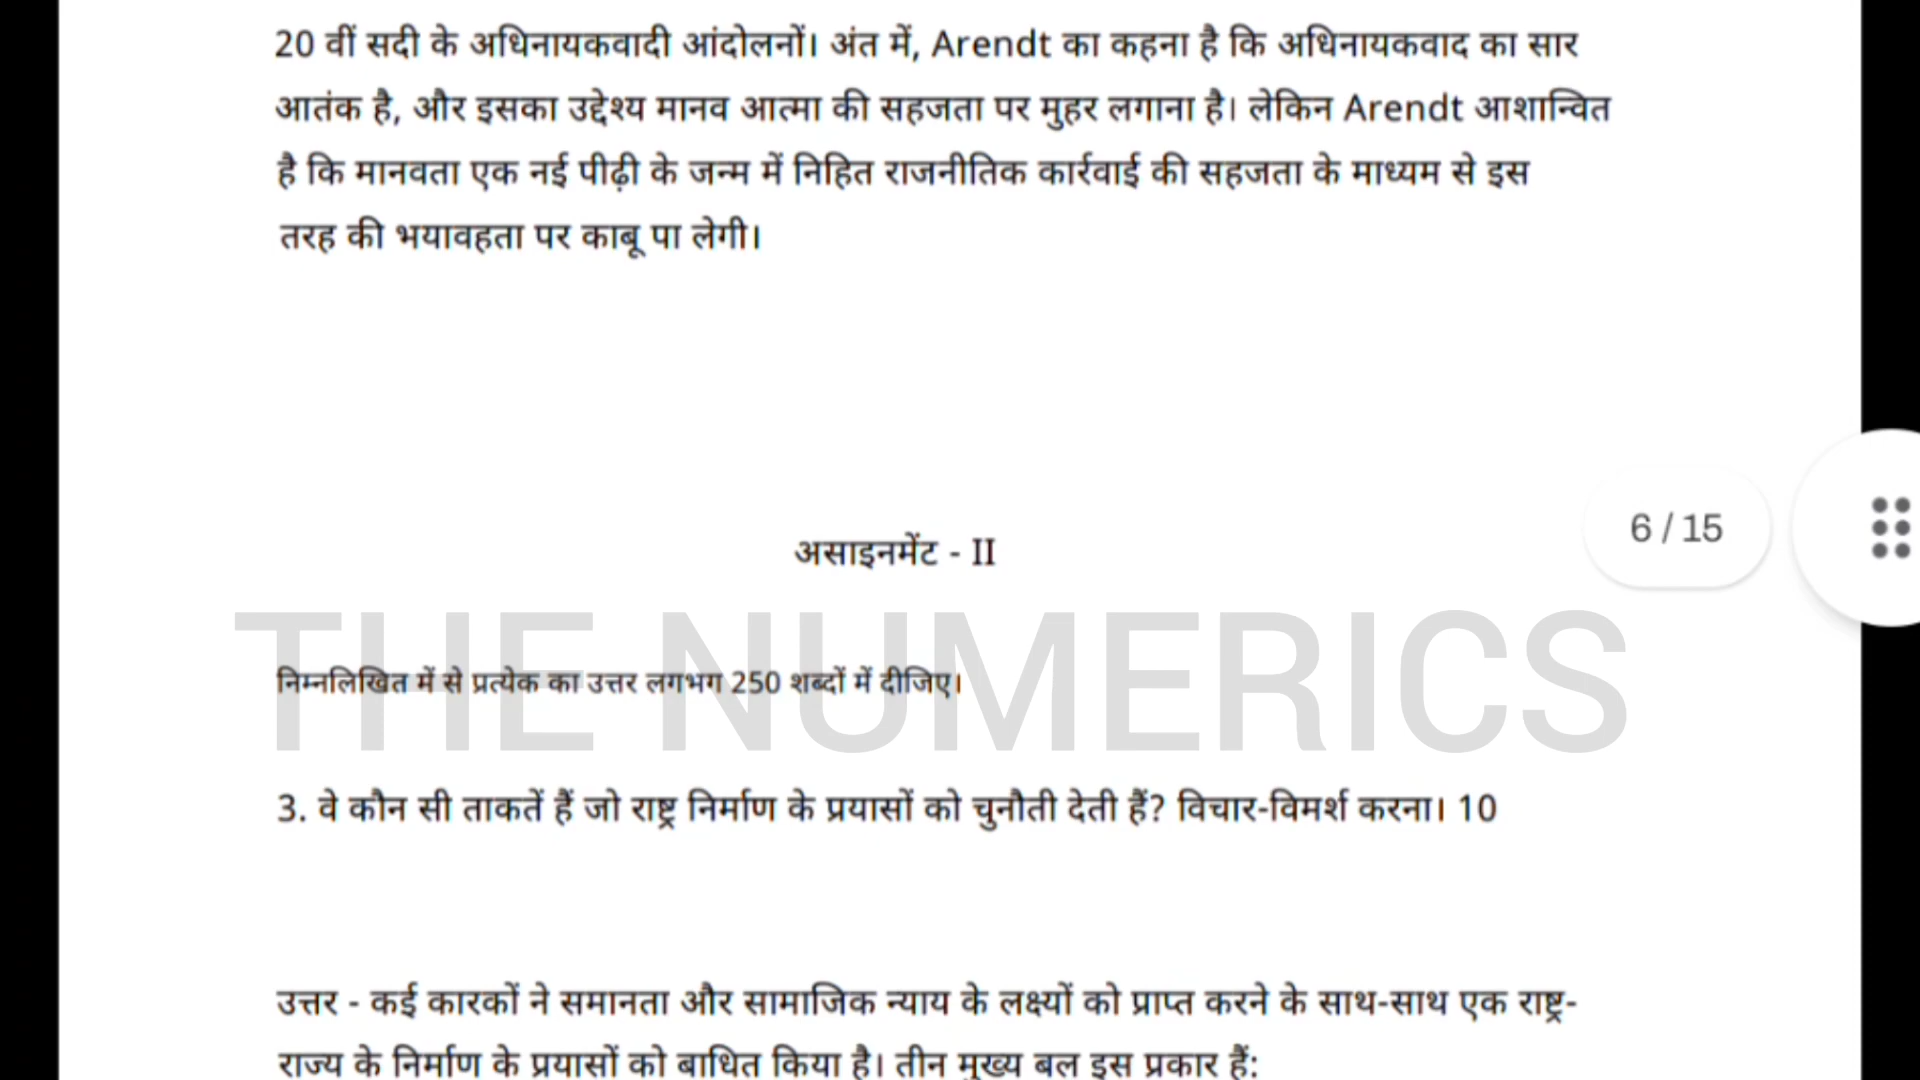 20 वीं सदी के अधिनायकवादी आंदोलनों। अंत में, Arendt का कहना है कि अधिनायकवाद का सार
आतंक है, और इसका उद्देश्य मानव आत्मा की सहजता पर मुहर लगाना है। लेकिन Arendt आशान्वित
है कि मानवता एक नई पीढ़ी के जन्म में निहित राजनीतिक कार्रवाई की सहजता के माध्यम से इस
तरह की भयावहता पर काबू पा लेगी।
6 / 15
असाइनमेंट - II
THE NUMERICS
निम्नलिखित में से प्रत्येक का उत्तर लगभग 250 शब्दों में दीजिए।
3. वे कौन सी ताकतें हैं जो राष्ट्र निर्माण के प्रयासों को चुनौती देती हैं? विचार-विमर्श करना। 10
उत्तर - कई कारकों ने समानता और सामाजिक न्याय के लक्ष्यों को प्राप्त करने के साथ-साथ एक राष्ट्र-
राज्य के निर्माण के प्रयासों को बाधित किया है। तीन मुख्य बल इस प्रकार हैं: